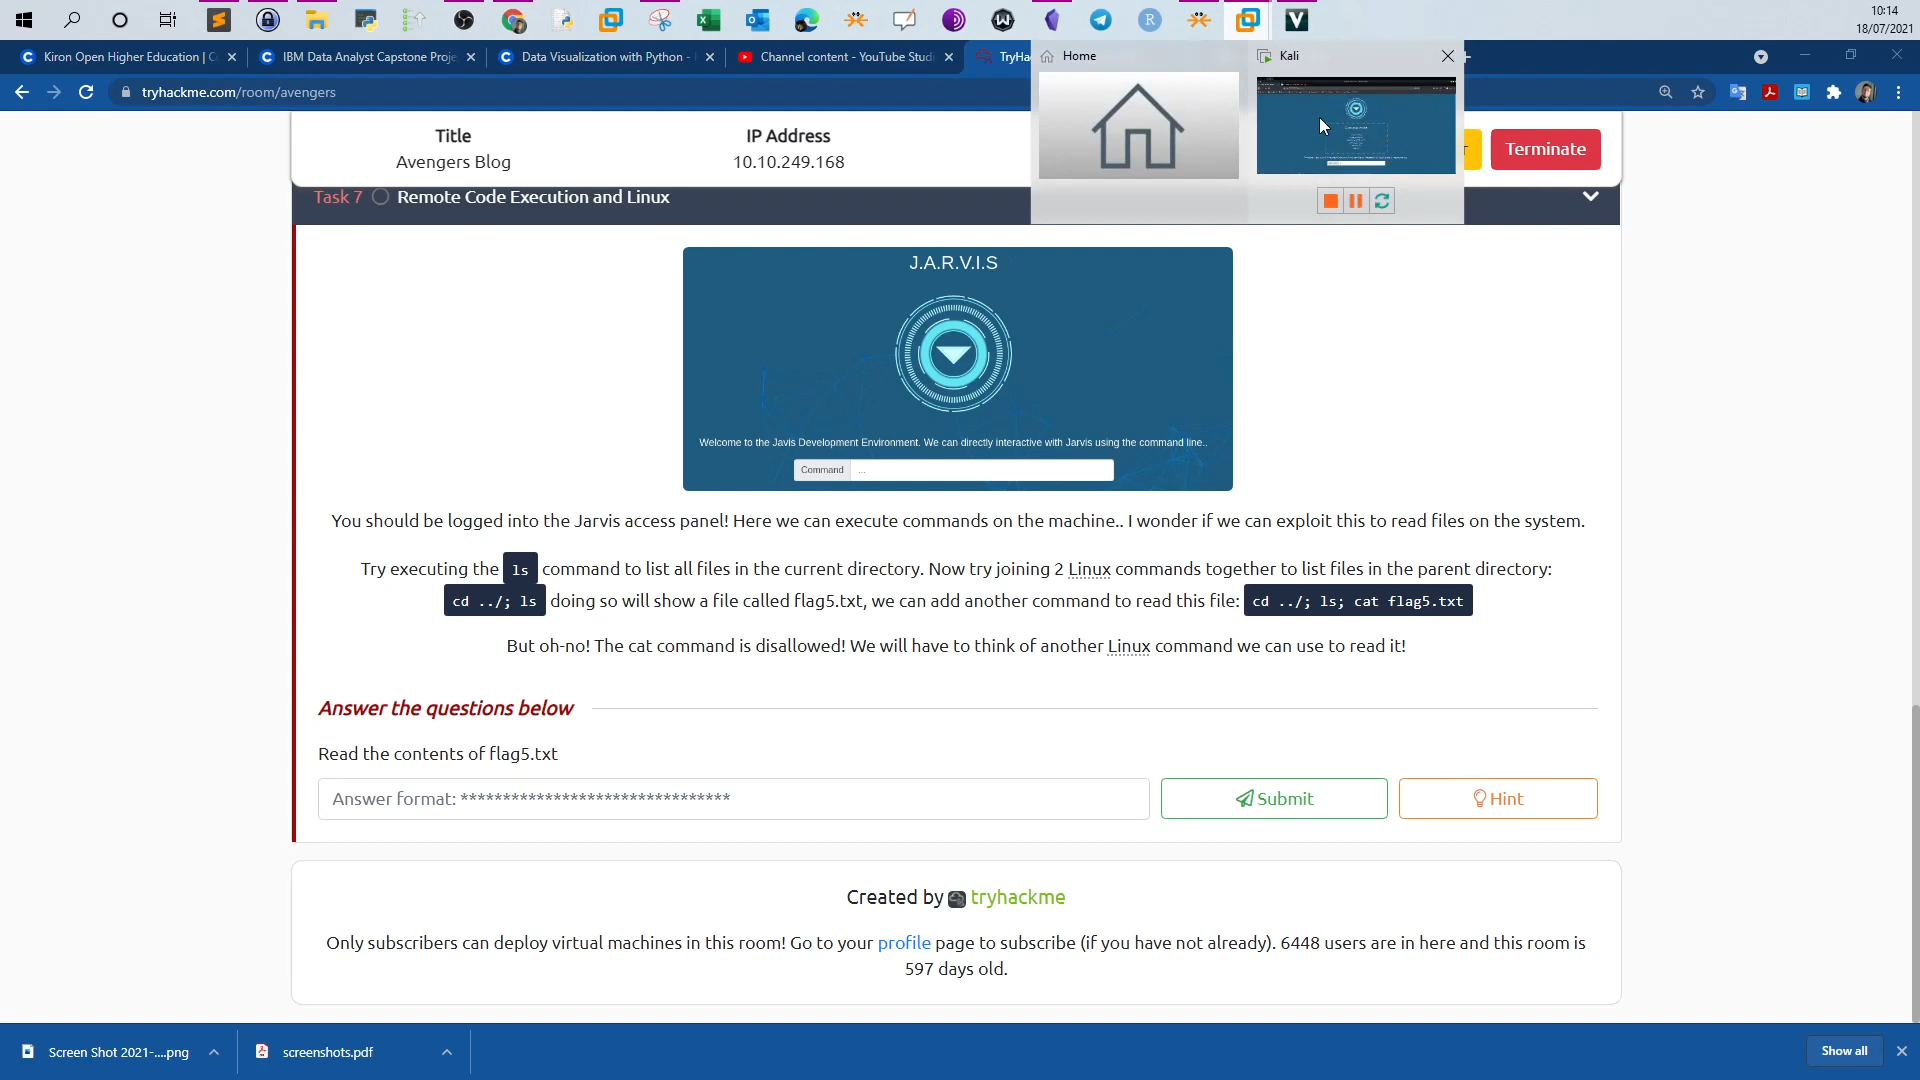 10:14
18/07/2021
Kiron Open Higher Education | C
IBM Data Analyst Capstone Proje
Data Visualization with Python -
Channel content - YouTube Studi
TryHa
Home
Kali
tryhackme.com/room/avengers
Title
IP Address
Avengers Blog
10.10.249.168
Terminate
Task 7
Remote Code Execution and Linux
J.A.R.V.I.S
Welcome to the Javis Development Environment. We can directly interactive with Jarvis using the command line..
Command ...
You should be logged into the Jarvis access panel! Here we can execute commands on the machine.. I wonder if we can exploit this to read files on the system.
Try executing the ls command to list all files in the current directory. Now try joining 2 Linux commands together to list files in the parent directory:
cd ../; ls doing so will show a file called flag5.txt, we can add another command to read this file: cd ../; ls; cat flag5.txt
But oh-no! The cat command is disallowed! We will have to think of another Linux command we can use to read it!
Answer the questions below
Read the contents of flag5.txt
Answer format: ********************************
Submit
Hint
Created by tryhackme
Only subscribers can deploy virtual machines in this room! Go to your profile page to subscribe (if you have not already). 6448 users are in here and this room is
597 days old.
Screen Shot 2021-....png
screenshots.pdf
Show all